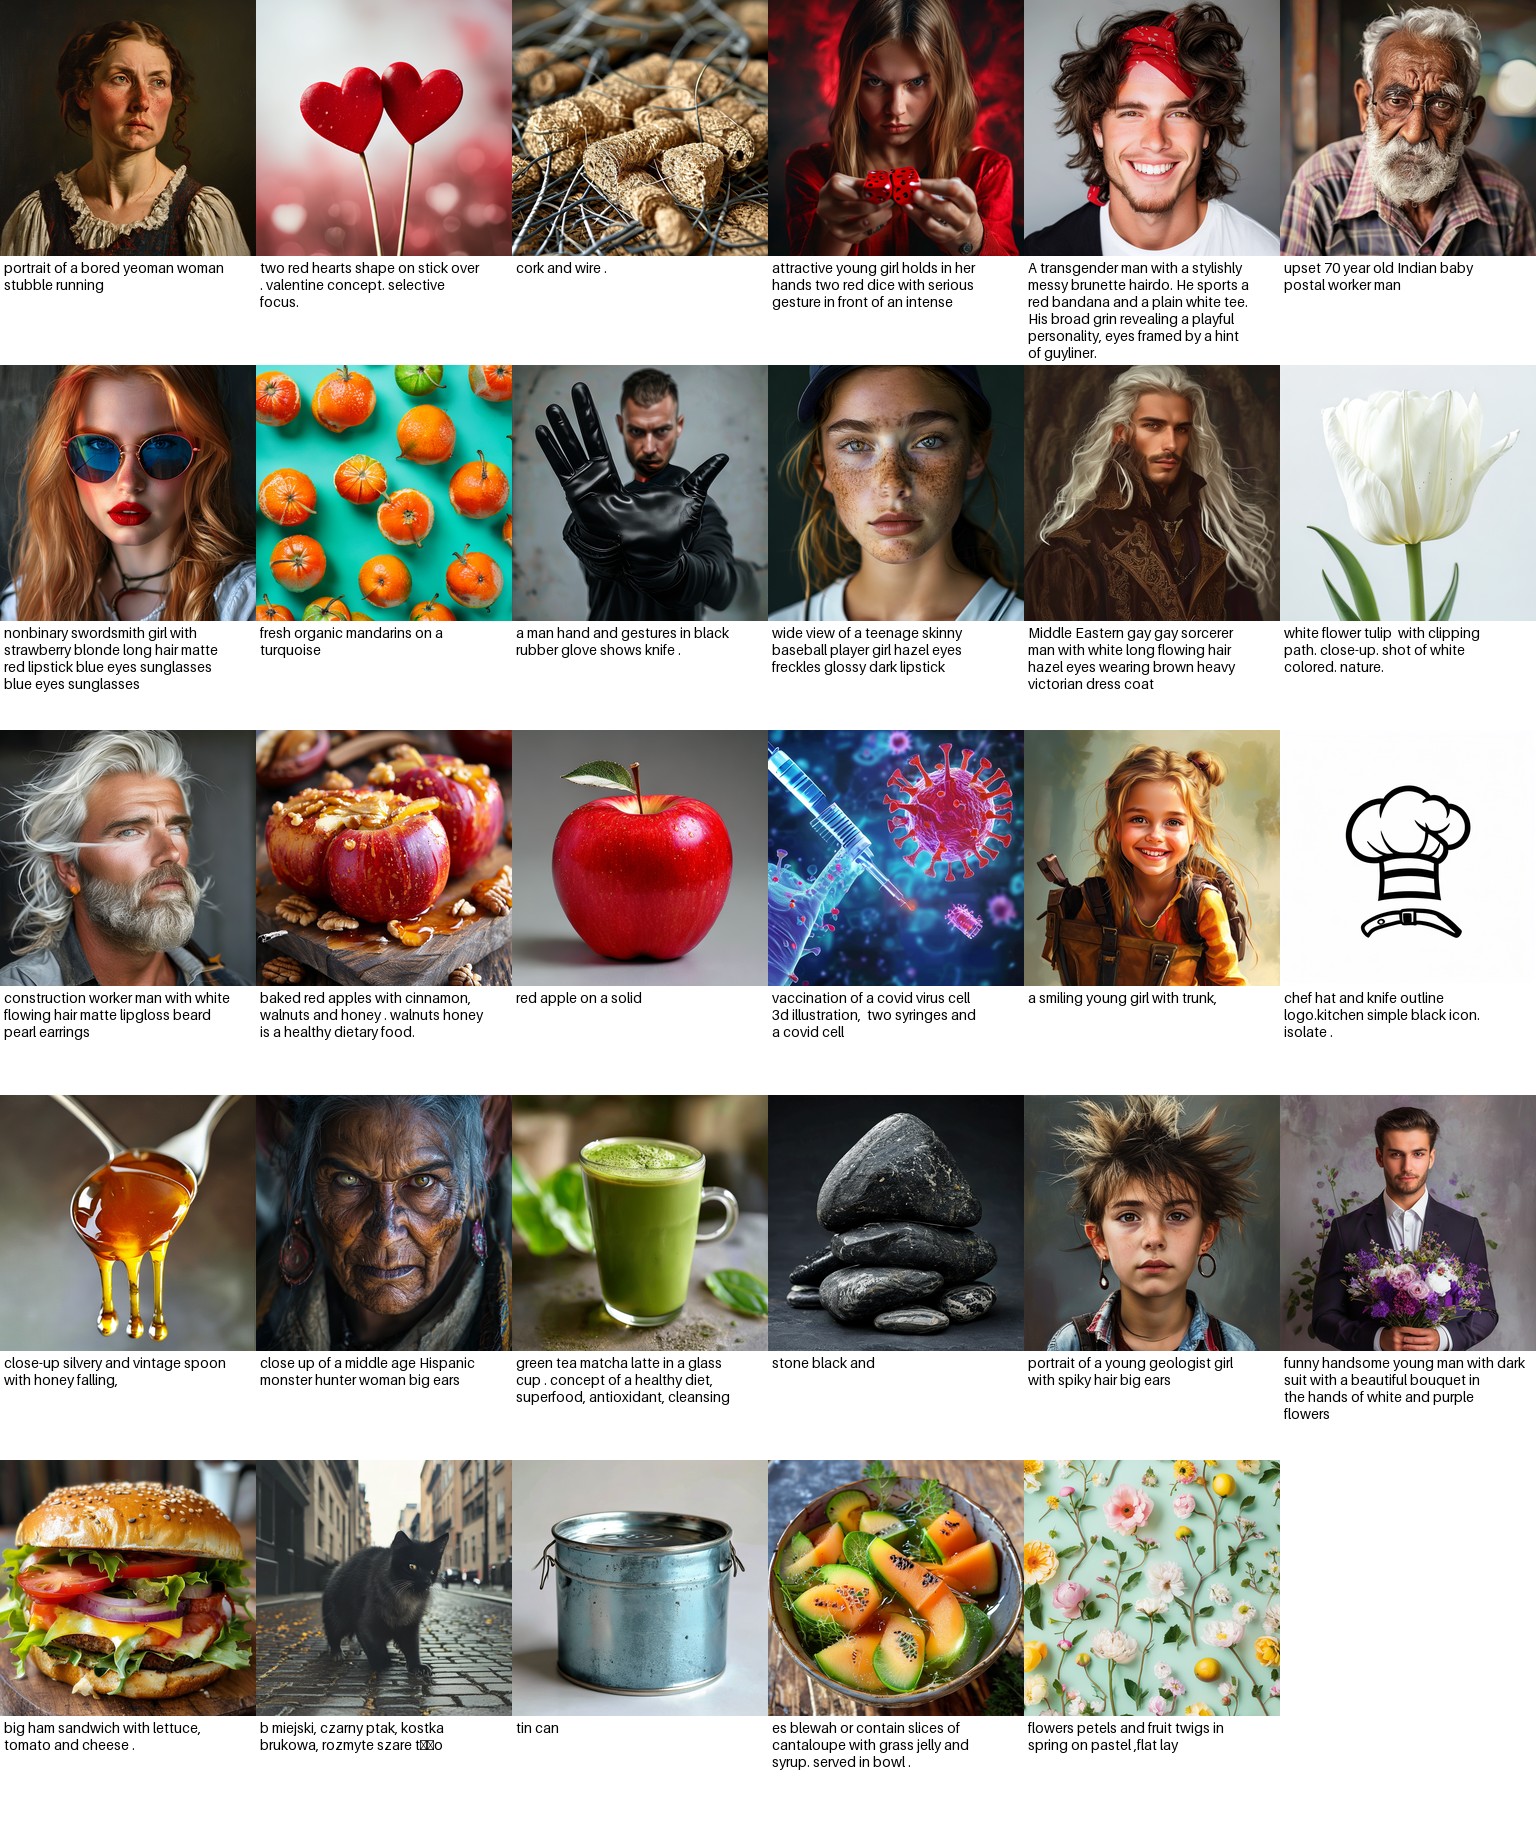 portrait of a bored yeoman woman
stubble running
two red hearts shape on stick over
. valentine concept. selective
focus.
cork and wire .
attractive young girl holds in her
hands two red dice with serious
gesture in front of an intense
A transgender man with a stylishly
messy brunette hairdo. He sports a
red bandana and a plain white tee.
His broad grin revealing a playful
personality, eyes framed by a hint
of guyliner.
upset 70 year old Indian baby
postal worker man
nonbinary swordsmith girl with
strawberry blonde long hair matte
red lipstick blue eyes sunglasses
blue eyes sunglasses
fresh organic mandarins on a
turquoise
a man hand and gestures in black
rubber glove shows knife .
wide view of a teenage skinny
baseball player girl hazel eyes
freckles glossy dark lipstick
Middle Eastern gay gay sorcerer
man with white long flowing hair
hazel eyes wearing brown heavy
victorian dress coat
white flower tulip  with clipping
path. close-up. shot of white
colored. nature.
construction worker man with white
flowing hair matte lipgloss beard
pearl earrings
baked red apples with cinnamon,
walnuts and honey . walnuts honey
is a healthy dietary food.
red apple on a solid
vaccination of a covid virus cell
3d illustration,  two syringes and
a covid cell
a smiling young girl with trunk,
chef hat and knife outline
logo.kitchen simple black icon.
isolate .
close-up silvery and vintage spoon
with honey falling,
close up of a middle age Hispanic
monster hunter woman big ears
green tea matcha latte in a glass
cup . concept of a healthy diet,
superfood, antioxidant, cleansing
stone black and
portrait of a young geologist girl
with spiky hair big ears
funny handsome young man with dark
suit with a beautiful bouquet in
the hands of white and purple
flowers
big ham sandwich with lettuce,
tomato and cheese .
b miejski, czarny ptak, kostka
brukowa, rozmyte szare
tin can
es blewah or contain slices of
cantaloupe with grass jelly and
syrup. served in bowl .
flowers petels and fruit twigs in
spring on pastel ,flat lay